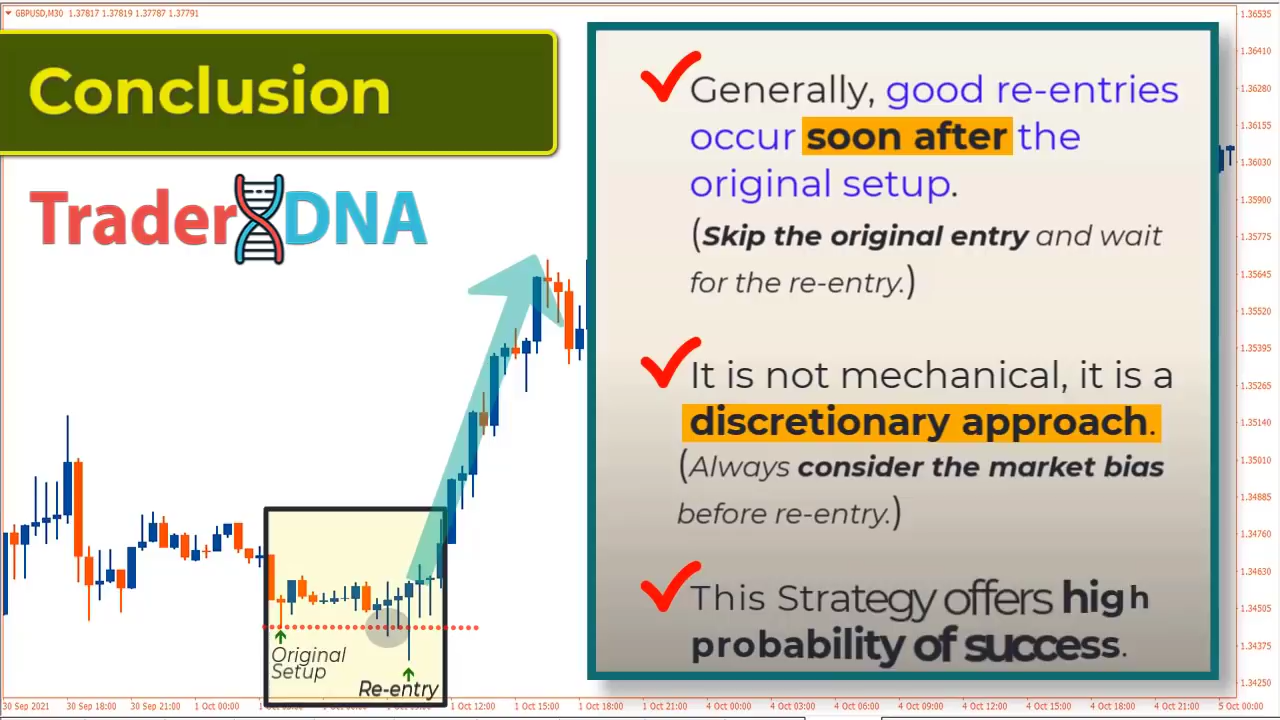 GBPUSD,M30 1.37817 1.37819 1.37787 1.37791
Conclusion
TraderDNA
Generally, good re-entries
occur soon after the
original setup.
(Skip the original entry and wait
for the re-entry.)
It is not mechanical, it is a
discretionary approach.
(Always consider the market bias
before re-entry.)
This Strategy offers high
probability of success.
Original
Setup
Re-entry
1.36535
1.36410
1.36280
1.36155
1.36030
1.35900
1.35775
1.35645
1.35520
1.35395
1.35265
1.35140
1.35010
1.34885
1.34760
1.34630
1.34505
1.34375
1.34250
30 Sep 2021
30 Sep 18:00
30 Sep 21:00
1 Oct 00:00
1 Oct 12:00
1 Oct 15:00
1 Oct 18:00
1 Oct 21:00
4 Oct 00:00
4 Oct 03:00
4 Oct 06:00
4 Oct 09:00
4 Oct 12:00
4 Oct 15:00
4 Oct 18:00
4 Oct 21:00
5 Oct 00:00